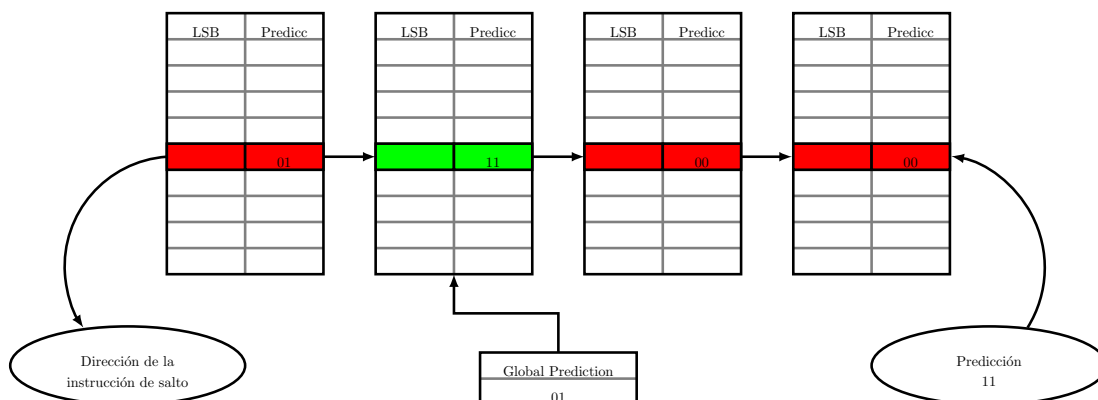 LSB Predicc LSB Predicc LSB Predicc LSB Predicc
01 11 00 00
Dirección de la
instrucción de salto
Global Prediction
01
Predicción
11